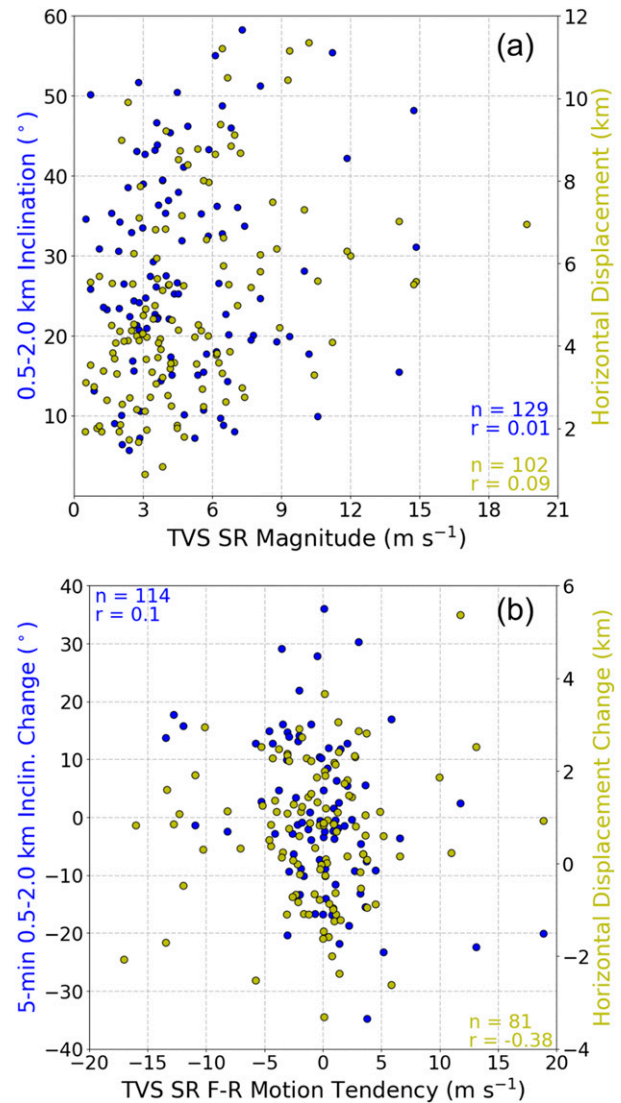 (a)
60
50
40
30
20
10
0.5-2.0 km Inclination (°)
12
10
8
6
4
2
0
Horizontal Displacement (km)
n = 129
r = 0.01
n = 102
r = 0.09
0 3 6 9 12 15 18 21
TVS SR Magnitude (m s⁻¹)
(b)
n = 114
r = 0.1
40
30
20
10
0
−10
−20
−30
−40
5-min 0.5-2.0 km Inclin. Change (°)
6
4
2
0
−2
−4
Horizontal Displacement Change (km)
n = 81
r = -0.38
−20 −15 −10 −5 0 5 10 15 20
TVS SR F-R Motion Tendency (m s⁻¹)